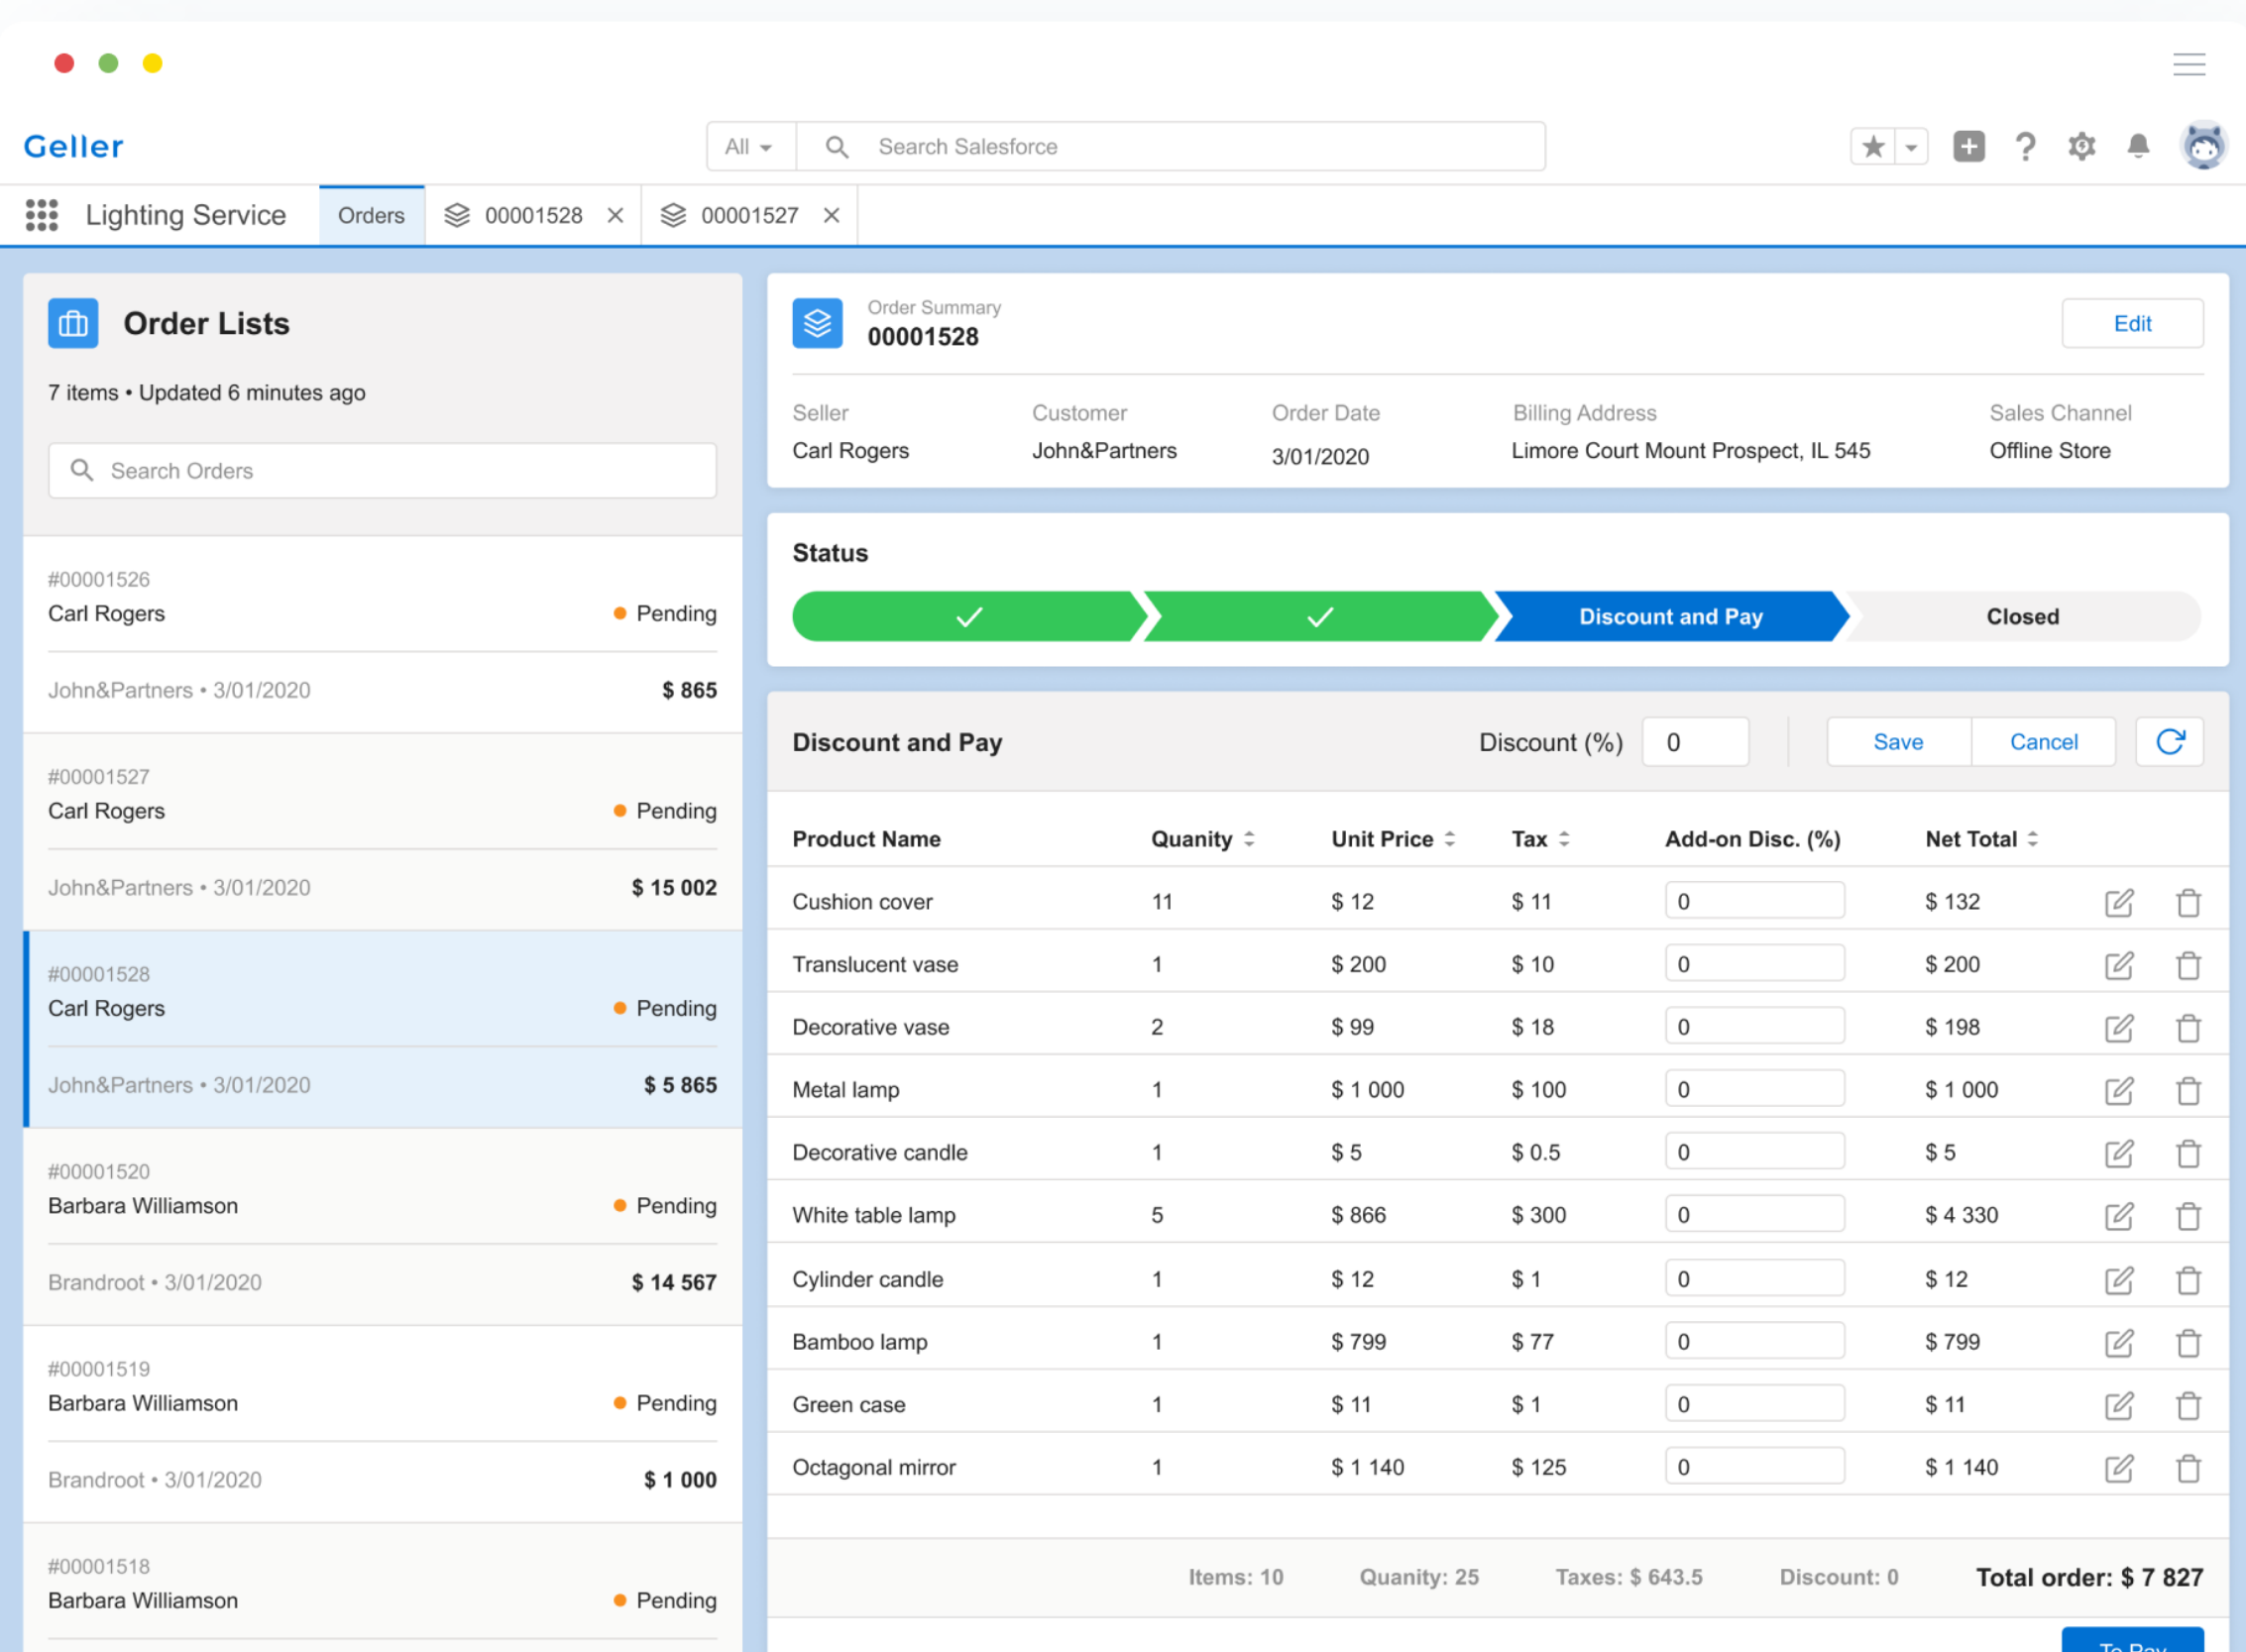 Geller
All
Search Salesforce
Lighting Service
Orders
00001528
00001527
Order Lists
7 items • Updated 6 minutes ago
Search Orders
#00001526
Carl Rogers
Pending
John&Partners • 3/01/2020
$ 865
#00001527
Carl Rogers
Pending
John&Partners • 3/01/2020
$ 15 002
#00001528
Carl Rogers
Pending
John&Partners • 3/01/2020
$ 5 865
#00001520
Barbara Williamson
Pending
Brandroot • 3/01/2020
$ 14 567
#00001519
Barbara Williamson
Pending
Brandroot • 3/01/2020
$ 1 000
#00001518
Barbara Williamson
Pending
Order Summary
00001528
Edit
Seller Customer Order Date Billing Address Sales Channel
Carl Rogers John&Partners 3/01/2020 Limore Court Mount Prospect, IL 545 Offline Store
Status
Discount and Pay Closed
Discount and Pay Discount (%) 0 Save Cancel
Product Name Quanity Unit Price Tax Add-on Disc. (%) Net Total
Cushion cover 11 $ 12 $ 11 0 $ 132
Translucent vase 1 $ 200 $ 10 0 $ 200
Decorative vase 2 $ 99 $ 18 0 $ 198
Metal lamp 1 $ 1 000 $ 100 0 $ 1 000
Decorative candle 1 $ 5 $ 0.5 0 $ 5
White table lamp 5 $ 866 $ 300 0 $ 4 330
Cylinder candle 1 $ 12 $ 1 0 $ 12
Bamboo lamp 1 $ 799 $ 77 0 $ 799
Green case 1 $ 11 $ 1 0 $ 11
Octagonal mirror 1 $ 1 140 $ 125 0 $ 1 140
Items: 10 Quanity: 25 Taxes: $ 643.5 Discount: 0 Total order: $ 7 827
To Pay